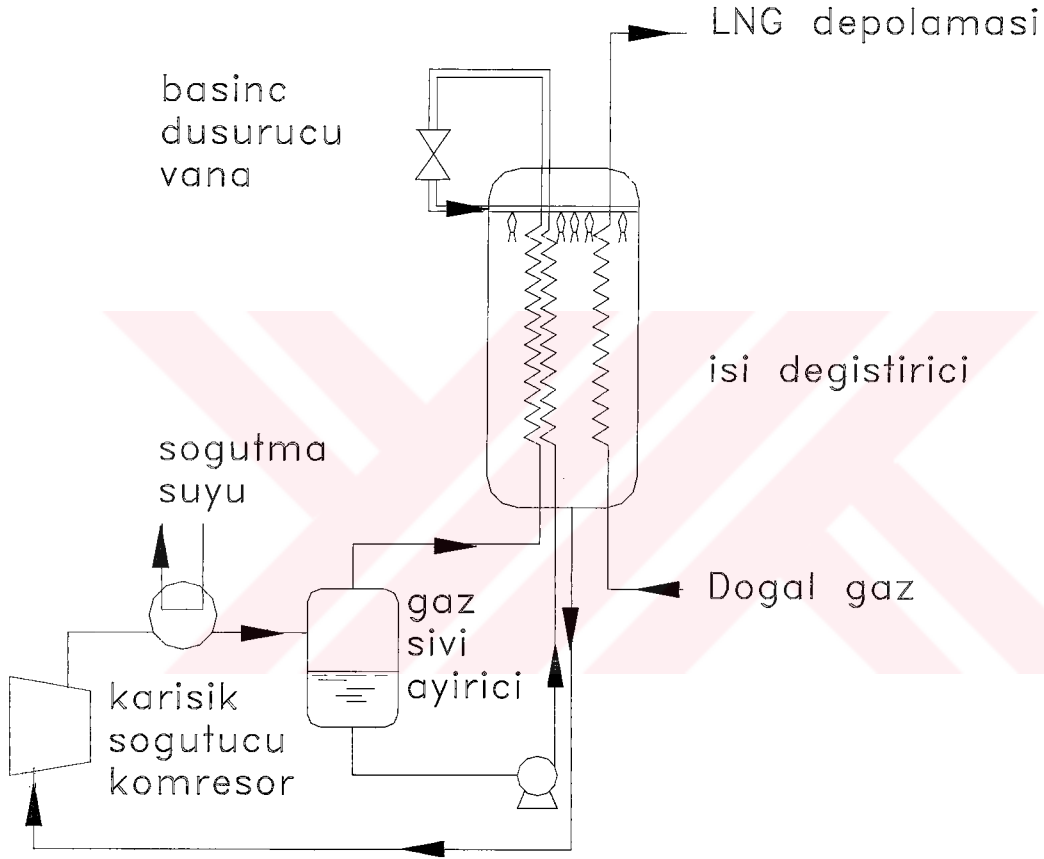 LNG depolamasi
basinc
dusurucu
vana
isi degistirici
sogutma
suyu
Dogal gaz
gaz
sivi
ayirici
karisik
sogutucu
komresor